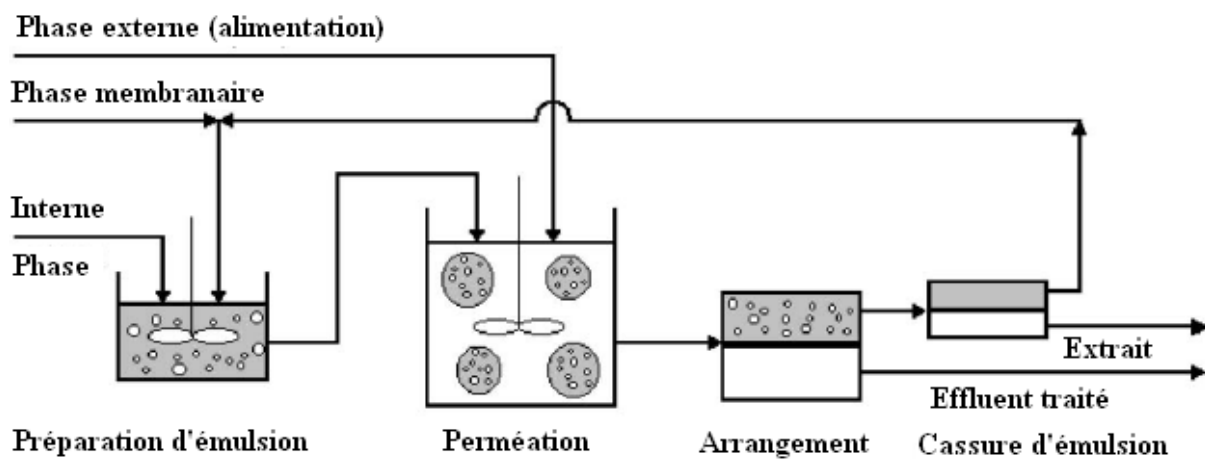 Phase externe (alimentation)
Phase membranaire
Interne
Phase
Extrait
Effluent traité
Préparation d'émulsion
Perméation
Arrangement
Cassure d'émulsion